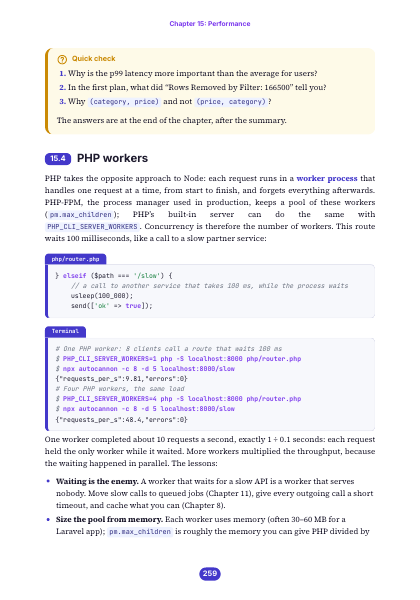 Chapter 15: Performance
Quick check
1. Why is the p99 latency more important than the average for users?
2. In the first plan, what did "Rows Removed by Filter: 166500" tell you?
3. Why (category, price) and not (price, category)?
The answers are at the end of the chapter, after the summary.
15.4 PHP workers
PHP takes the opposite approach to Node: each request runs in a worker process that
handles one request at a time, from start to finish, and forgets everything afterwards.
PHP-FPM, the process manager used in production, keeps a pool of these workers
(pm.max_children); PHP's built-in server can do the same with
PHP_CLI_SERVER_WORKERS. Concurrency is therefore the number of workers. This route
waits 100 milliseconds, like a call to a slow partner service:
php/router.php
} elseif ($path === '/slow') {
// a call to another service that takes 100 ms, while the process waits
usleep(100_000);
send(['ok' => true]);
Terminal
# One PHP worker: 8 clients call a route that waits 100 ms
$ PHP_CLI_SERVER_WORKERS=1 php -S localhost:8000 php/router.php
$ npx autocannon -c 8 -d 5 localhost:8000/slow
{"requests_per_s":9.81,"errors":0}
# Four PHP workers, the same load
$ PHP_CLI_SERVER_WORKERS=4 php -S localhost:8000 php/router.php
$ npx autocannon -c 8 -d 5 localhost:8000/slow
{"requests_per_s":48.4,"errors":0}
One worker completed about 10 requests a second, exactly 1 ÷ 0.1 seconds: each request
held the only worker while it waited. More workers multiplied the throughput, because
the waiting happened in parallel. The lessons:
• Waiting is the enemy. A worker that waits for a slow API is a worker that serves
nobody. Move slow calls to queued jobs (Chapter 11), give every outgoing call a short
timeout, and cache what you can (Chapter 8).
• Size the pool from memory. Each worker uses memory (often 30–60 MB for a
Laravel app); pm.max_children is roughly the memory you can give PHP divided by
259